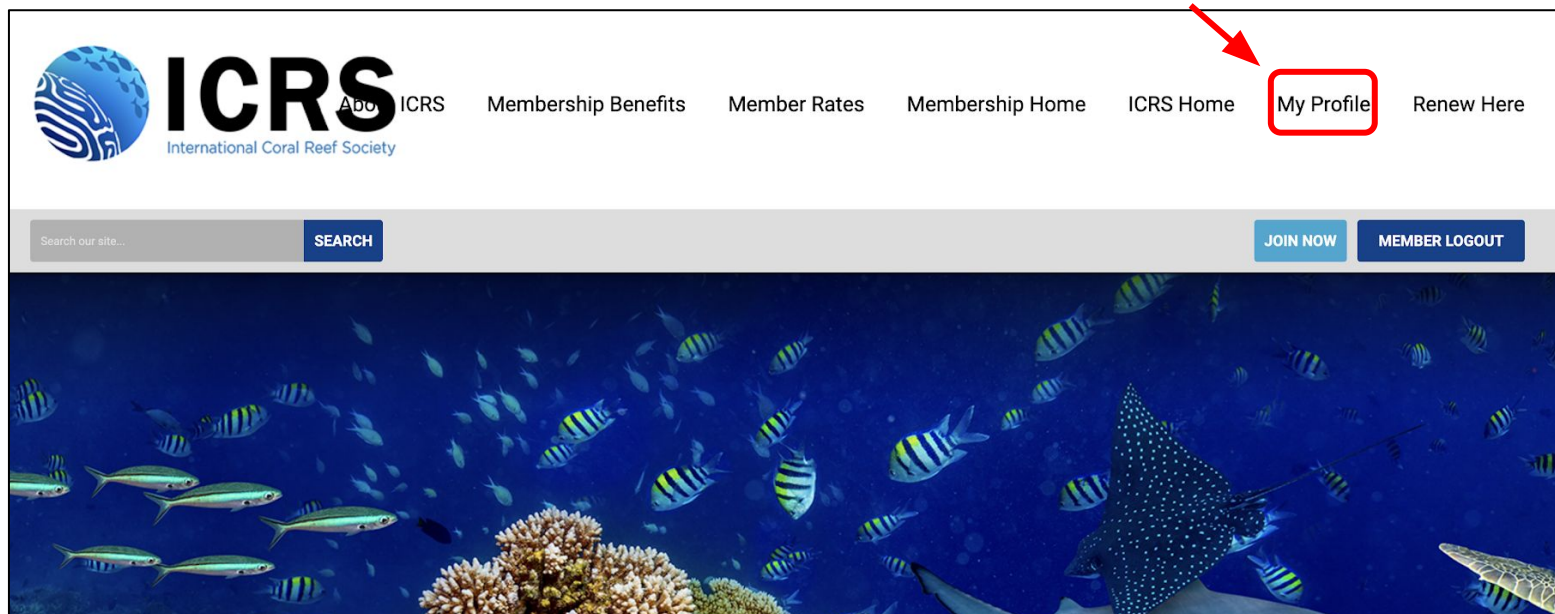 ICRS
International Coral Reef Society
About ICRS Membership Benefits Member Rates Membership Home ICRS Home My Profile Renew Here
Search our site... SEARCH JOIN NOW MEMBER LOGOUT